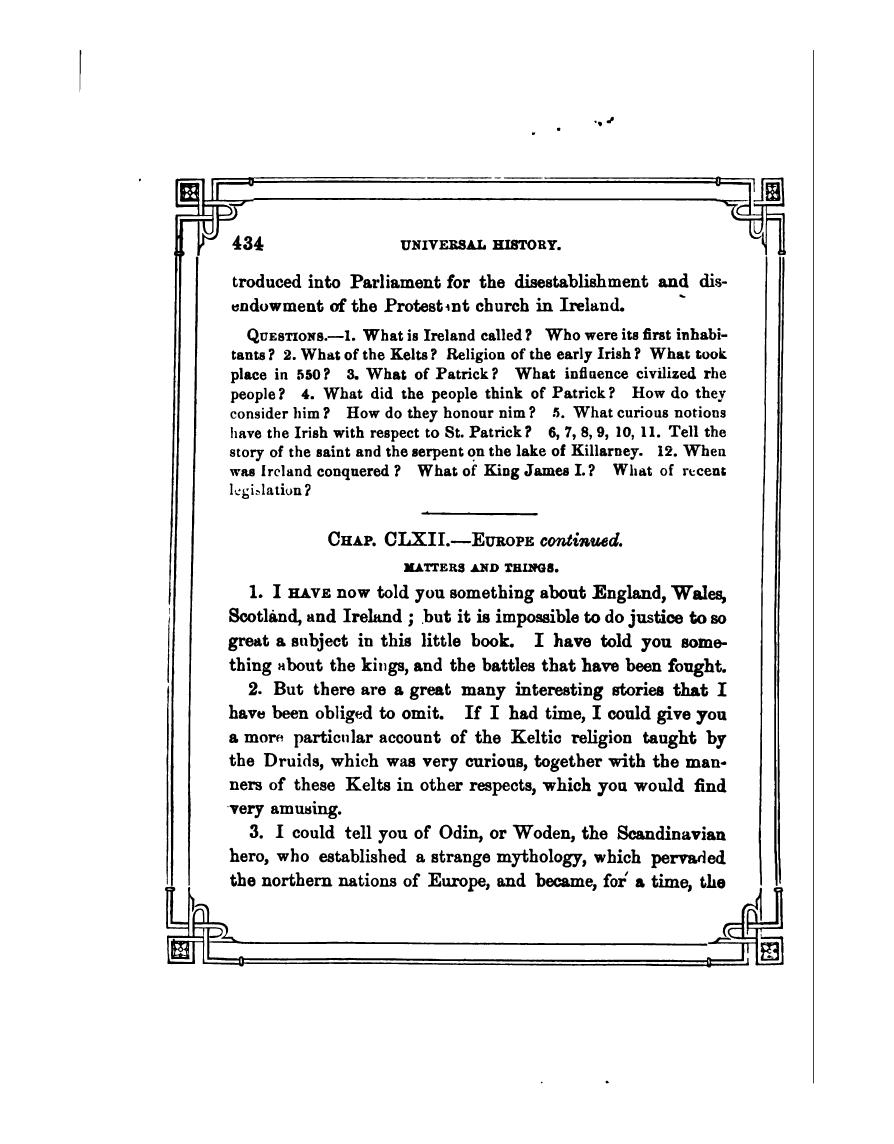 434 UNIVERSAL HISTORY.
troduced into Parliament for the disestablishment and dis-
endowment of the Protestant church in Ireland.
QUESTIONS.—1. What is Ireland called? Who were its first inhabi-
tants? 2. What of the Kelts? Religion of the early Irish? What took
place in 550? 3. What of Patrick? What influence civilized the
people? 4. What did the people think of Patrick? How do they
consider him? How do they honour him? 5. What curious notions
have the Irish with respect to St. Patrick? 6, 7, 8, 9, 10, 11. Tell the
story of the saint and the serpent on the lake of Killarney. 12. When
was Ireland conquered? What of King James I.? What of recent
legislation?
CHAP. CLXII.—EUROPE continued.
MATTERS AND THINGS.
1. I HAVE now told you something about England, Wales,
Scotland, and Ireland; but it is impossible to do justice to so
great a subject in this little book. I have told you some-
thing about the kings, and the battles that have been fought.
2. But there are a great many interesting stories that I
have been obliged to omit. If I had time, I could give you
a more particular account of the Keltic religion taught by
the Druids, which was very curious, together with the man-
ners of these Kelts in other respects, which you would find
very amusing.
3. I could tell you of Odin, or Woden, the Scandinavian
hero, who established a strange mythology, which pervaded
the northern nations of Europe, and became, for a time, the